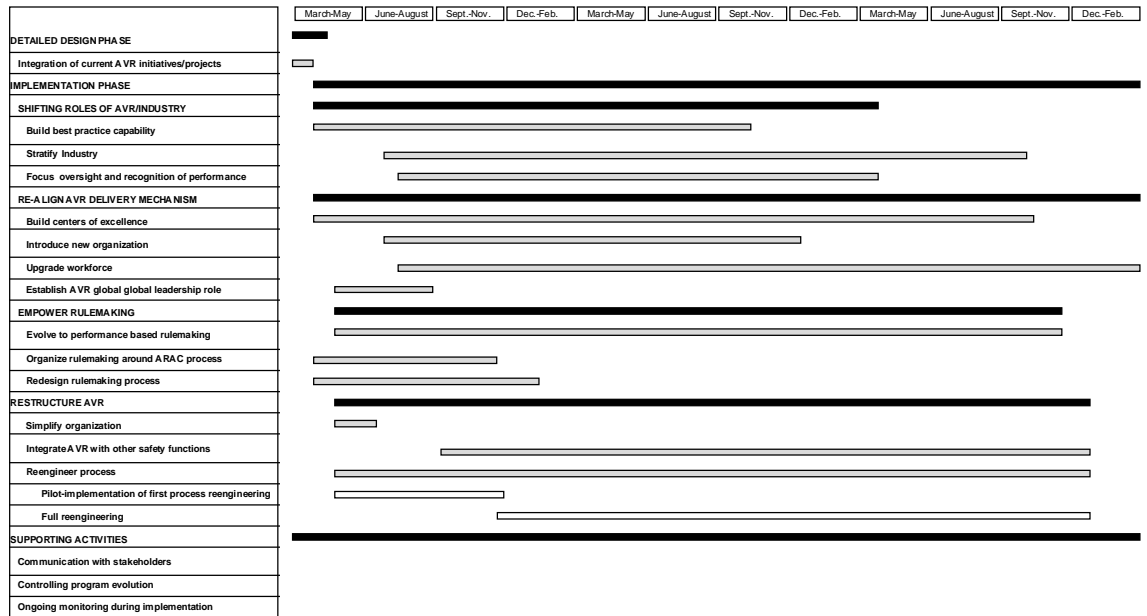 March-May June-August Sept.-Nov. Dec.-Feb. March-May June-August Sept.-Nov. Dec.-Feb. March-May June-August Sept.-Nov. Dec.-Feb.
DETAILED DESIGN PHASE
Integration of current AVR initiatives/projects
IMPLEMENTATION PHASE
SHIFTING ROLES OF AVR/INDUSTRY
Build best practice capability
Stratify Industry
Focus oversight and recognition of performance
RE-ALIGN AVR DELIVERY MECHANISM
Build centers of excellence
Introduce new organization
Upgrade workforce
Establish AVR global global leadership role
EMPOWER RULEMAKING
Evolve to performance based rulemaking
Organize rulemaking around ARAC process
Redesign rulemaking process
RESTRUCTURE AVR
Simplify organization
Integrate AVR with other safety functions
Reengineer process
Pilot-implementation of first process reengineering
Full reengineering
SUPPORTING ACTIVITIES
Communication with stakeholders
Controlling program evolution
Ongoing monitoring during implementation